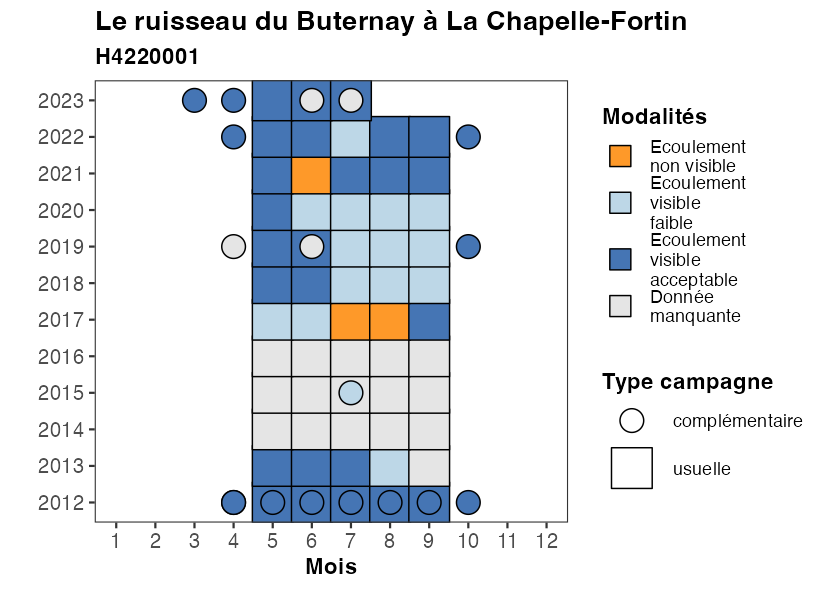 Le ruisseau du Buternay à La Chapelle-Fortin
H4220001
2023
2022
2021
2020
2019
2018
2017
2016
2015
2014
2013
2012
1 2 3 4 5 6 7 8 9 10 11 12
Mois
Modalités
Ecoulement
non visible
Ecoulement
visible
faible
Ecoulement
visible
acceptable
Donnée
manquante
Type campagne
complémentaire
usuelle